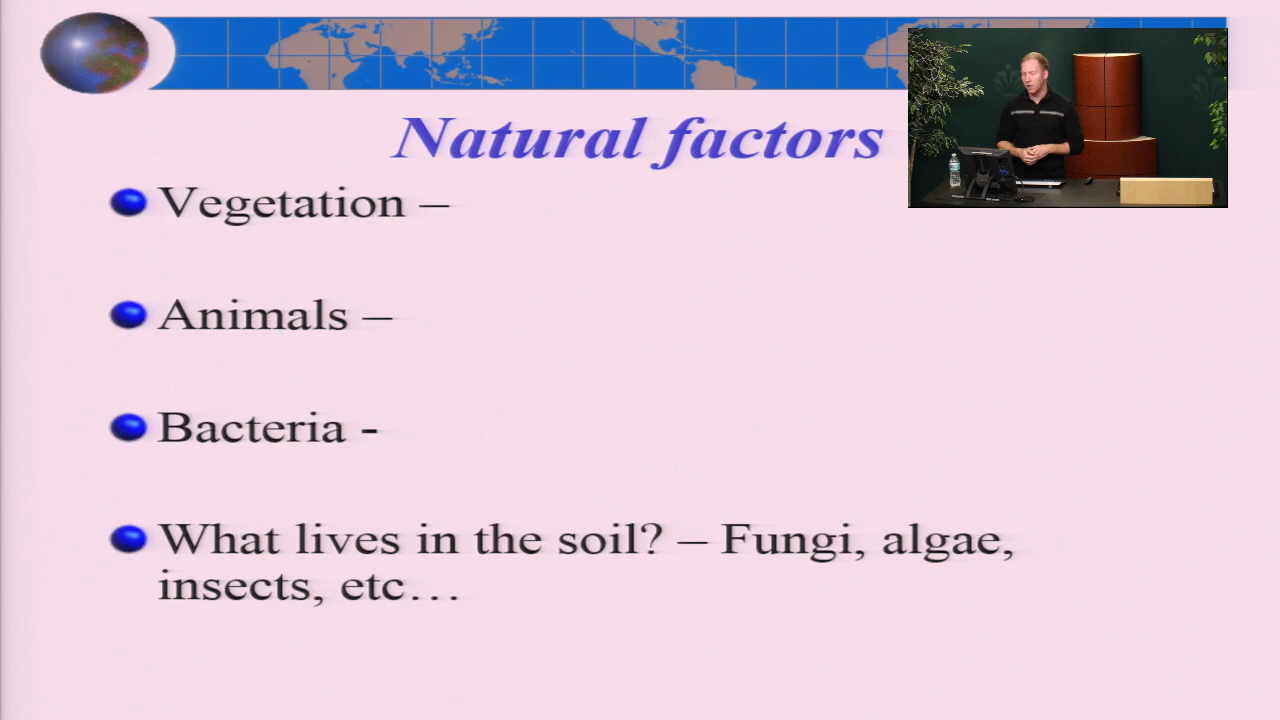 Natural factors
Vegetation –
Animals –
Bacteria -
What lives in the soil? – Fungi, algae,
insects, etc…